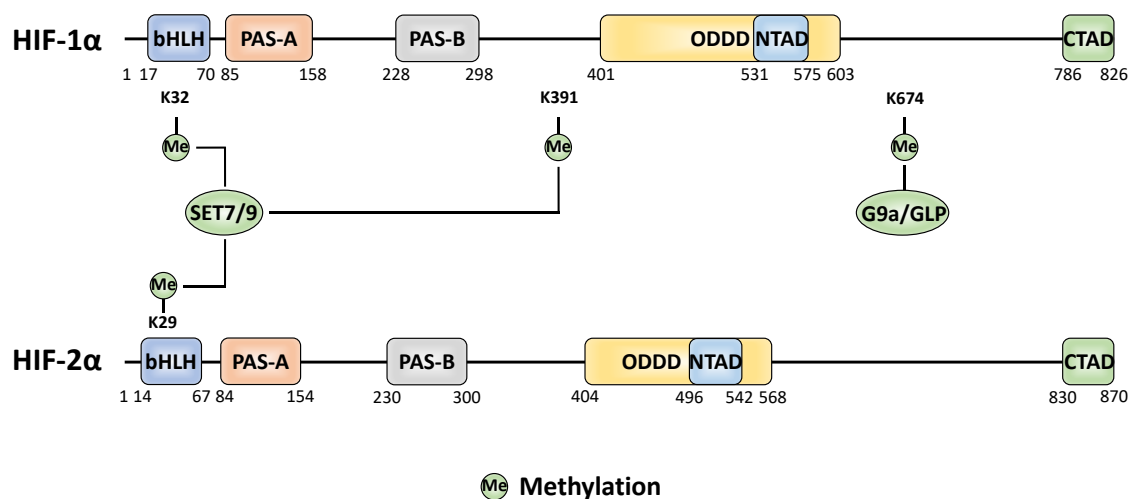 HIF-1α bHLH PAS-A PAS-B ODDD NTAD CTAD
1 17 70 85 158 228 298 401 531 575 603 786 826
K32 K391 K674
Me Me Me
SET7/9 G9a/GLP
Me
K29
HIF-2α bHLH PAS-A PAS-B ODDD NTAD CTAD
1 14 67 84 154 230 300 404 496 542 568 830 870
Me Methylation